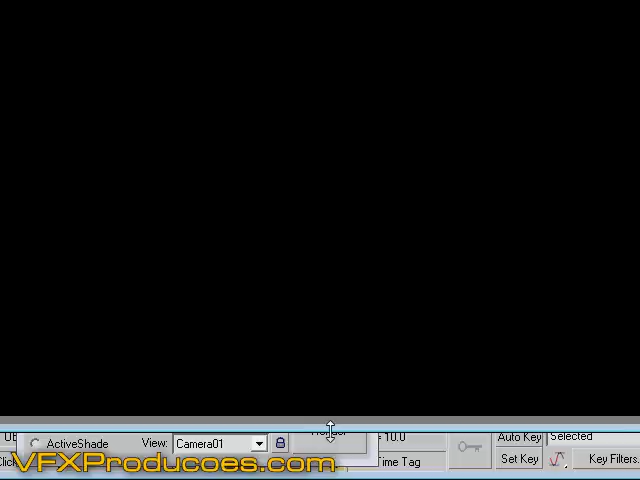 ActiveShade View: Camera01 = 10.0 Auto Key Selected
Time Tag Set Key Key Filters..
VFXProducoes.com